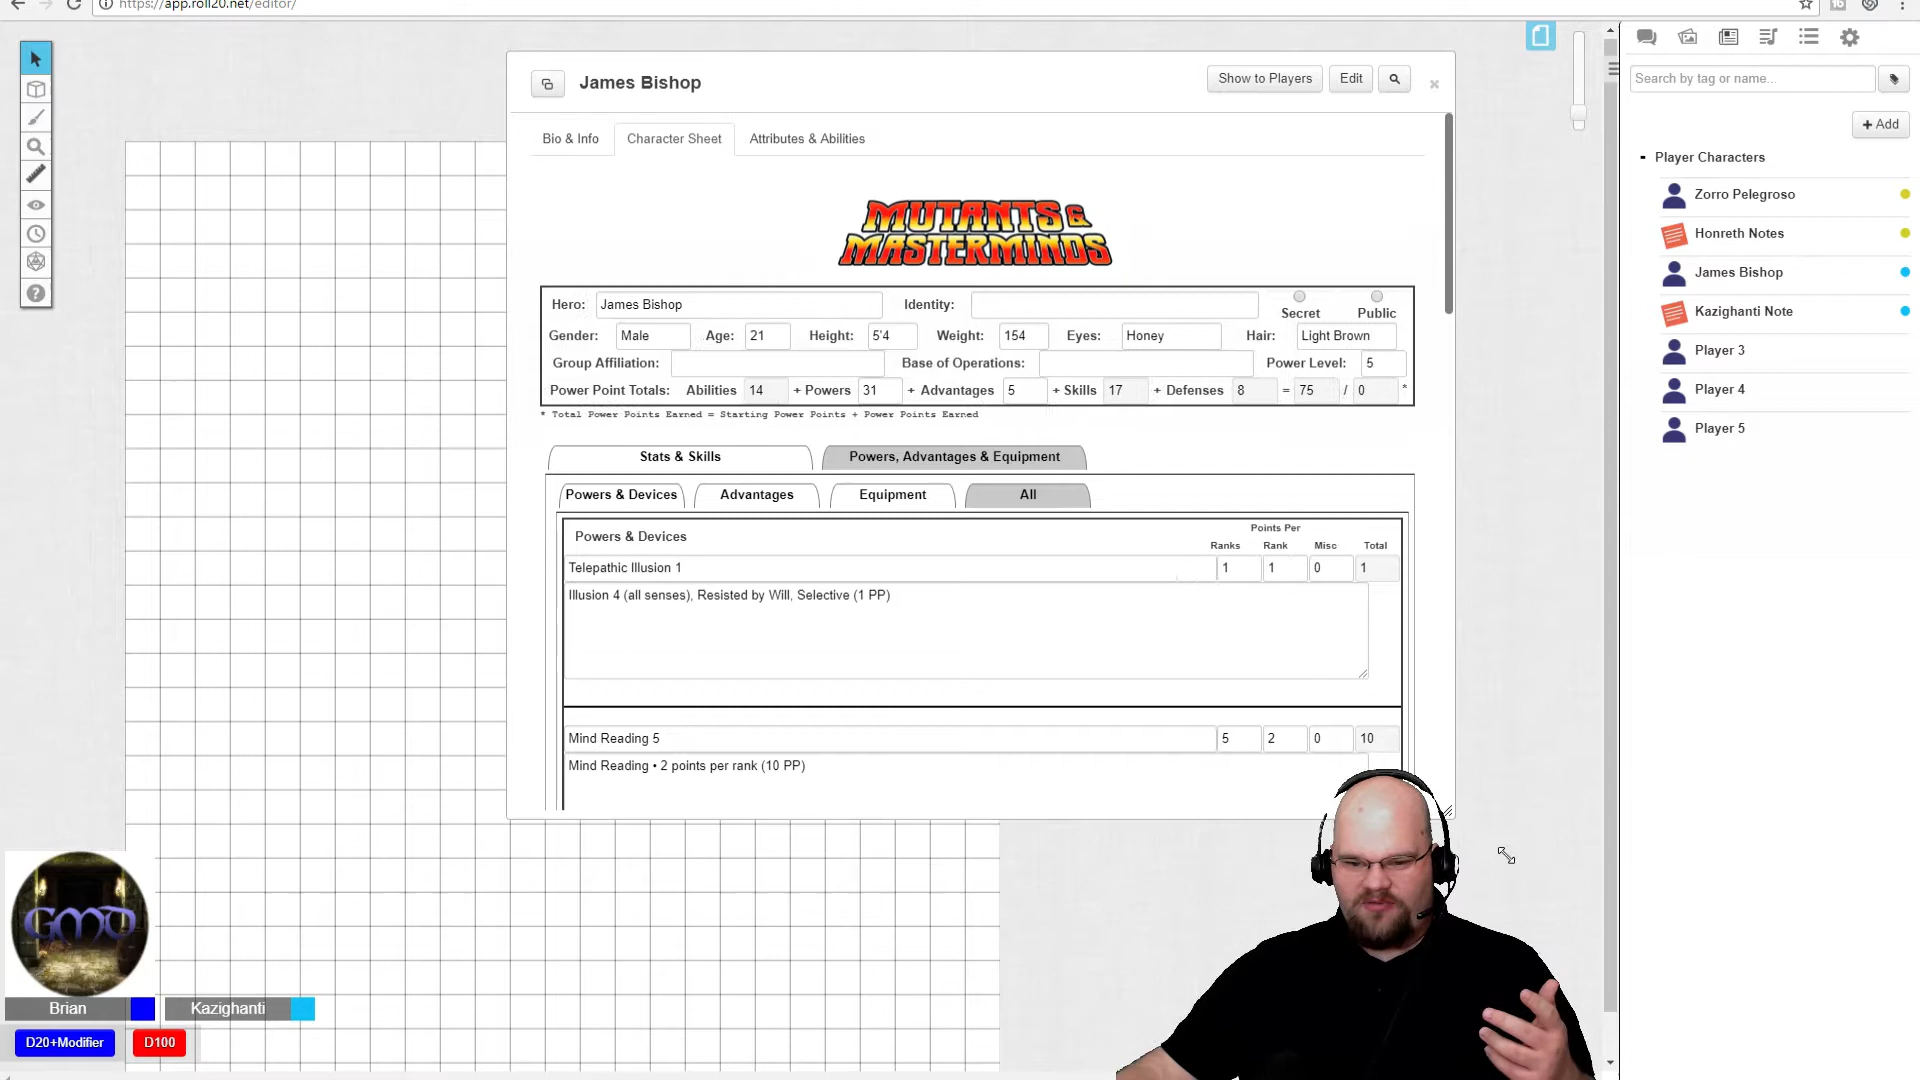 https://app.roll20.net/editor/
James Bishop
Show to Players
Edit
Search by tag or name...
Bio & Info
Character Sheet
Attributes & Abilities
+ Add
Player Characters
Zorro Pelegroso
Honreth Notes
James Bishop
Kazighanti Note
Player 3
Player 4
Player 5
MUTANTS &
MASTERMINDS
Hero: James Bishop Identity: Secret Public
Gender: Male Age: 21 Height: 5'4 Weight: 154 Eyes: Honey Hair: Light Brown
Group Affiliation: Base of Operations: Power Level: 5
Power Point Totals: Abilities 14 + Powers 31 + Advantages 5 + Skills 17 + Defenses 8 = 75 / 0 *
* Total Power Points Earned = Starting Power Points + Power Points Earned
Stats & Skills
Powers, Advantages & Equipment
Powers & Devices
Advantages
Equipment
All
Powers & Devices
Ranks
Points Per
Rank
Misc
Total
Telepathic Illusion 1 1 1 0 1
Illusion 4 (all senses), Resisted by Will, Selective (1 PP)
Mind Reading 5 5 2 0 10
Mind Reading • 2 points per rank (10 PP)
GMD
Brian
Kazighanti
D20+Modifier
D100